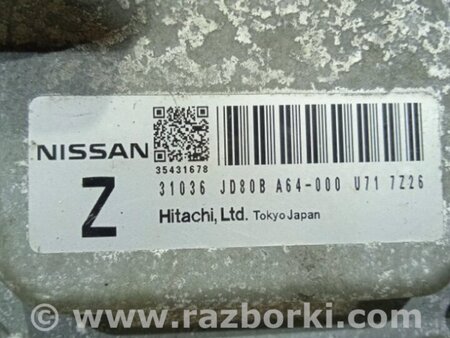 NISSAN
35431678
Z
31036 JD80B A64-000 U71 7Z26
Hitachi, Ltd. Tokyo Japan
© www.razborki.com